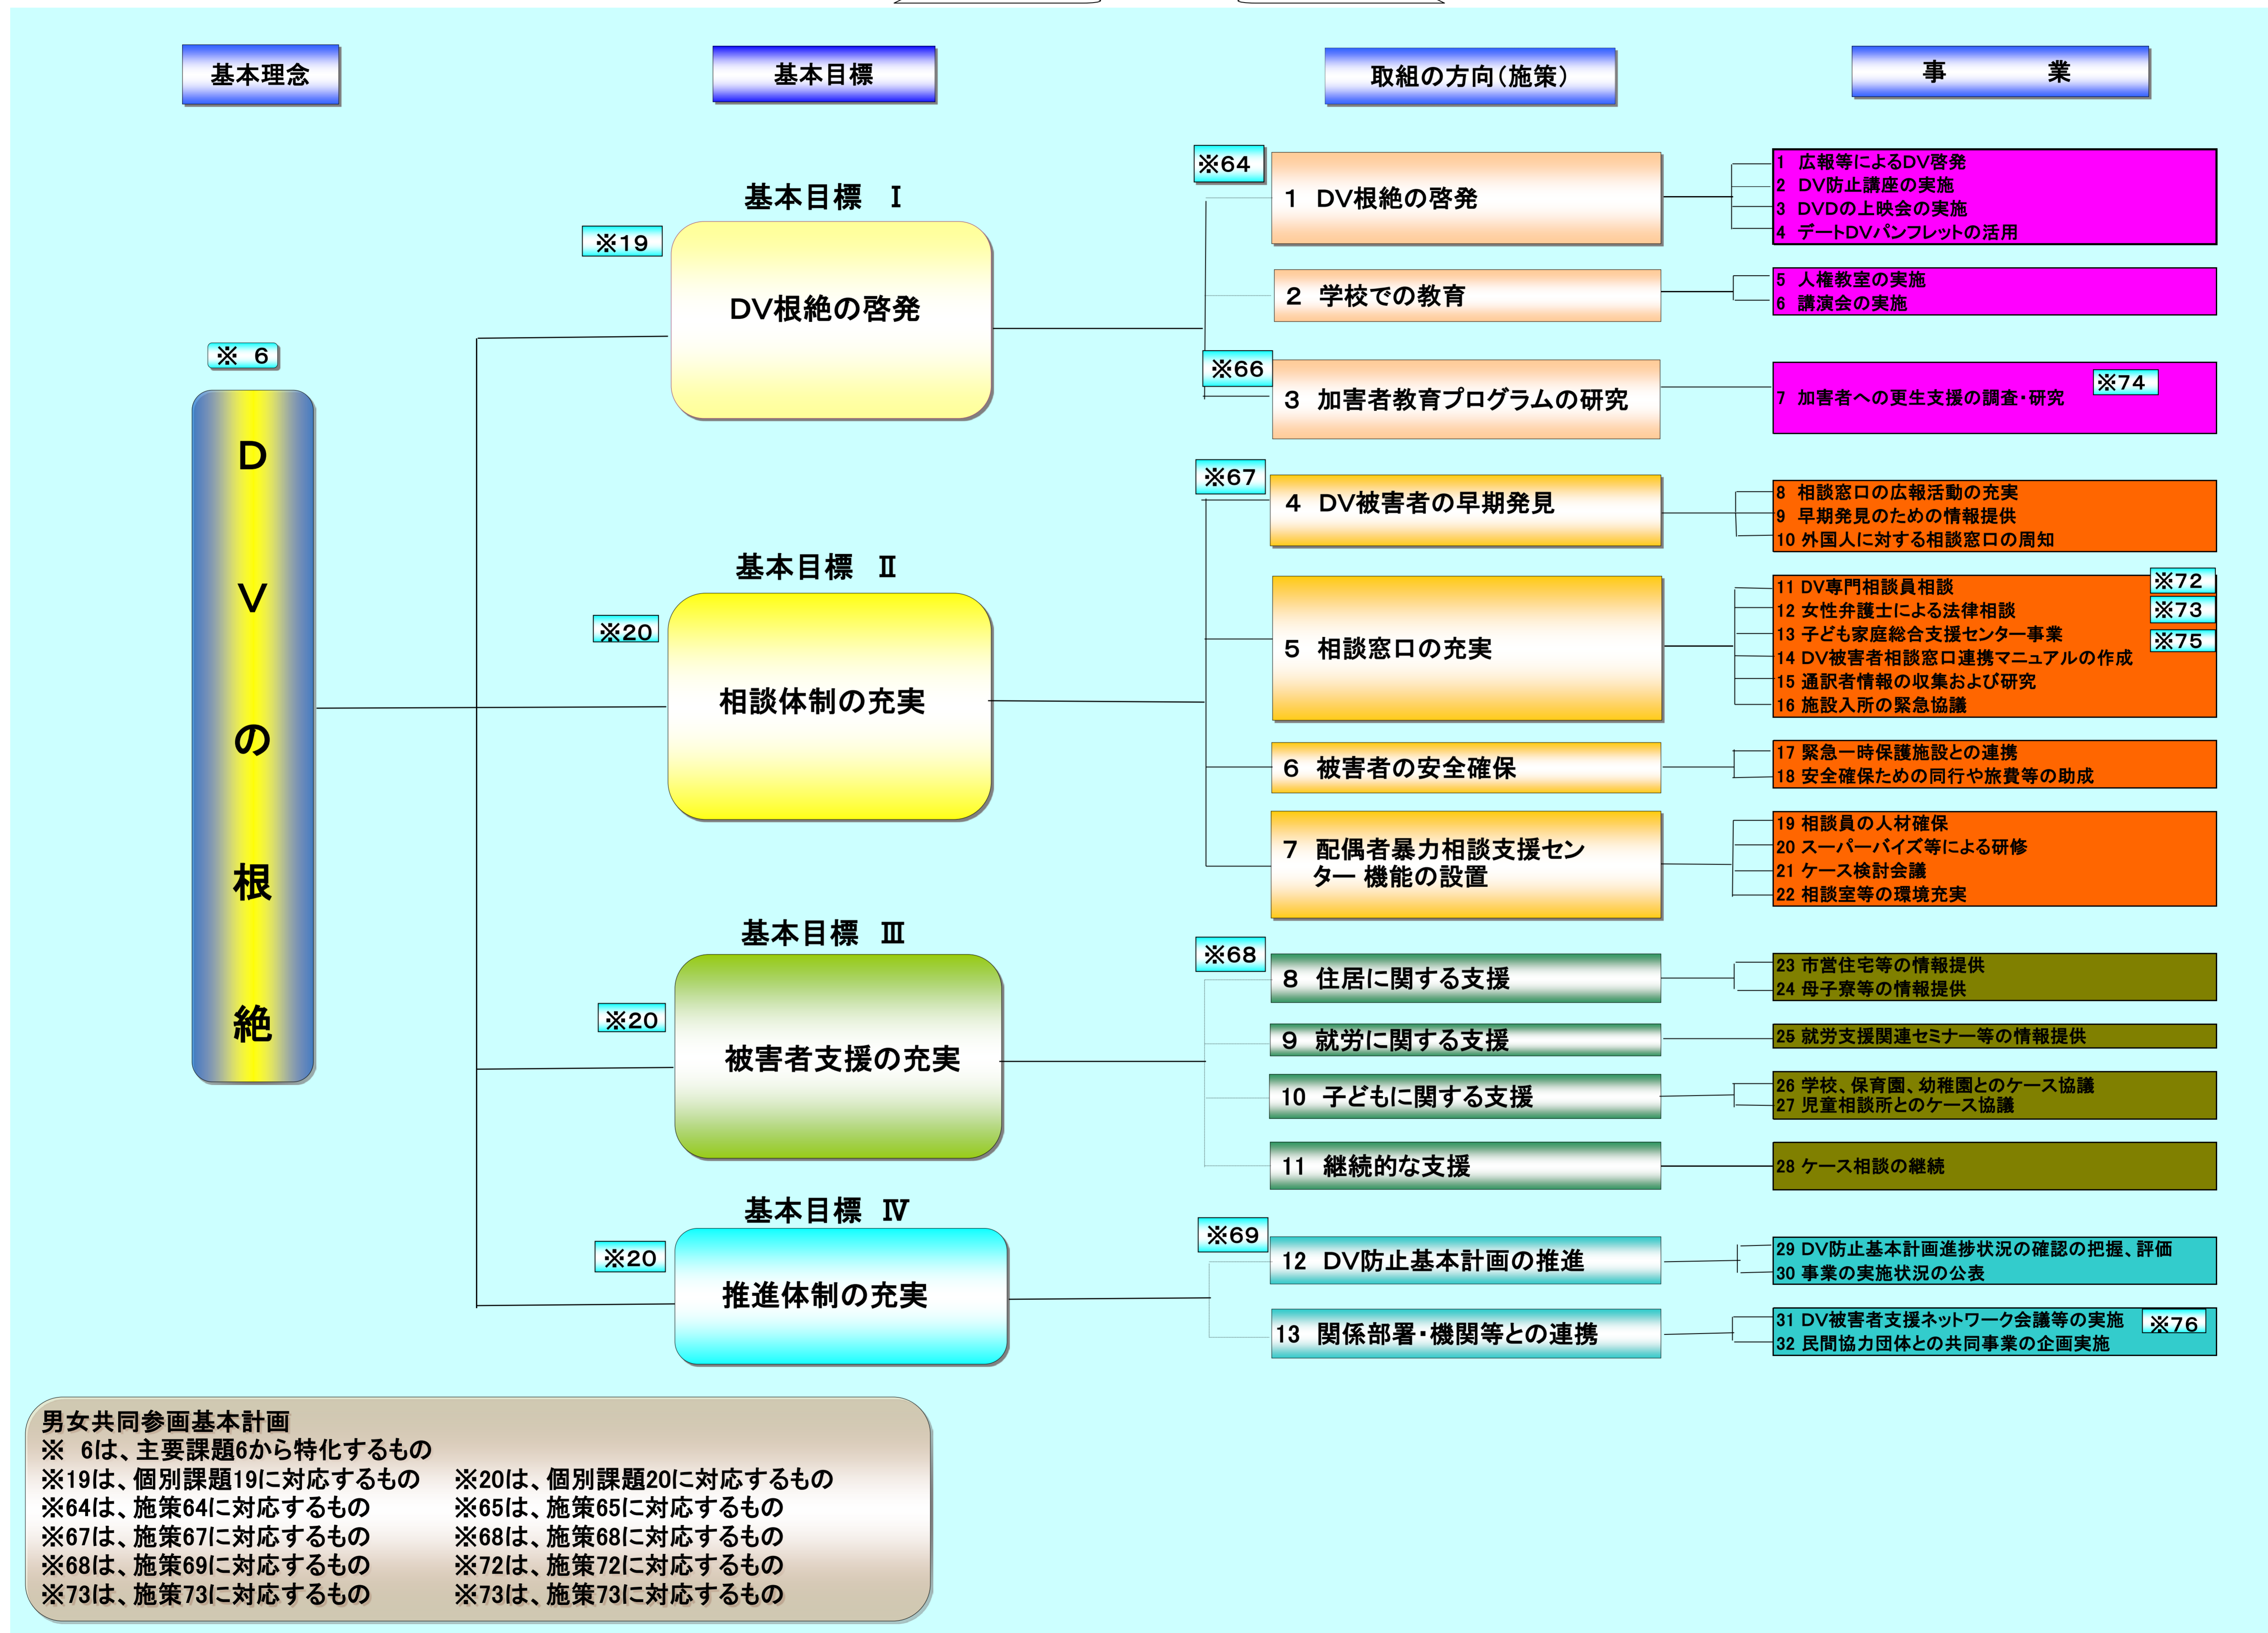 基本理念
基本目標
取組の方向(施策)
事　業
※ 6
DVの根絶
基本目標 Ⅰ
※19
DV根絶の啓発
※64
1 DV根絶の啓発
1 広報等によるDV啓発
2 DV防止講座の実施
3 DVDの上映会の実施
4 デートDVパンフレットの活用
2 学校での教育
5 人権教室の実施
6 講演会の実施
※66
3 加害者教育プログラムの研究
7 加害者への更生支援の調査・研究
※74
基本目標 Ⅱ
※20
相談体制の充実
※67
4 DV被害者の早期発見
8 相談窓口の広報活動の充実
9 早期発見のための情報提供
10 外国人に対する相談窓口の周知
5 相談窓口の充実
11 DV専門相談員相談
※72
12 女性弁護士による法律相談
※73
13 子ども家庭総合支援センター事業
※75
14 DV被害者相談窓口連携マニュアルの作成
15 通訳者情報の収集および研究
16 施設入所の緊急協議
6 被害者の安全確保
17 緊急一時保護施設との連携
18 安全確保ための同行や旅費等の助成
7 配偶者暴力相談支援セン
ター 機能の設置
19 相談員の人材確保
20 スーパーバイズ等による研修
21 ケース検討会議
22 相談室等の環境充実
基本目標 Ⅲ
※20
被害者支援の充実
※68
8 住居に関する支援
23 市営住宅等の情報提供
24 母子寮等の情報提供
9 就労に関する支援
25 就労支援関連セミナー等の情報提供
10 子どもに関する支援
26 学校、保育園、幼稚園とのケース協議
27 児童相談所とのケース協議
11 継続的な支援
28 ケース相談の継続
基本目標 Ⅳ
※20
推進体制の充実
※69
12 DV防止基本計画の推進
29 DV防止基本計画進捗状況の確認の把握、評価
30 事業の実施状況の公表
13 関係部署・機関等との連携
31 DV被害者支援ネットワーク会議等の実施
※76
32 民間協力団体との共同事業の企画実施
男女共同参画基本計画
※ 6は、主要課題6から特化するもの
※19は、個別課題19に対応するもの　※20は、個別課題20に対応するもの
※64は、施策64に対応するもの　※65は、施策65に対応するもの
※67は、施策67に対応するもの　※68は、施策68に対応するもの
※68は、施策69に対応するもの　※72は、施策72に対応するもの
※73は、施策73に対応するもの　※73は、施策73に対応するもの